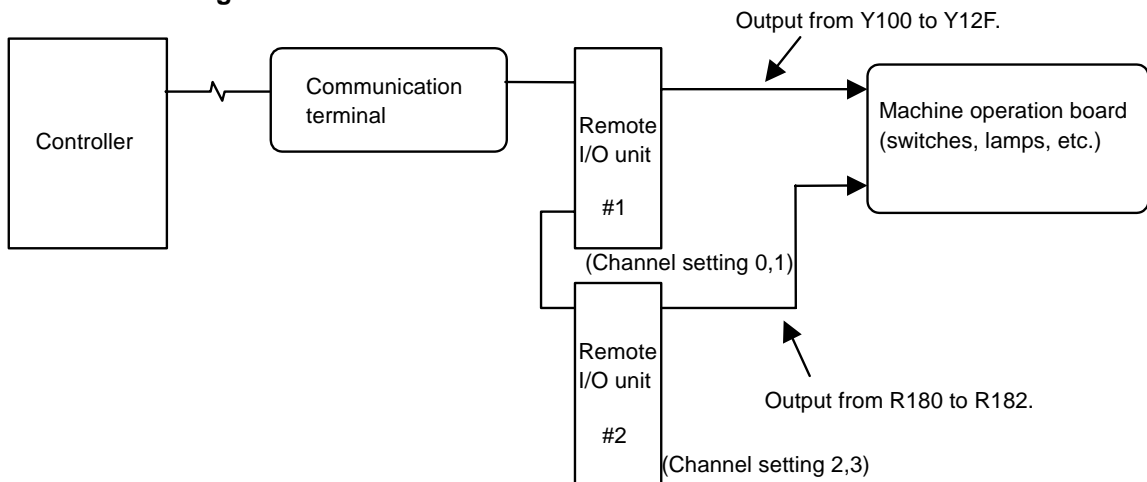 Output from Y100 to Y12F.
Controller
Communication
terminal
Remote
I/O unit
#1
Machine operation board
(switches, lamps, etc.)
(Channel setting 0,1)
Remote
I/O unit
#2
Output from R180 to R182.
(Channel setting 2,3)